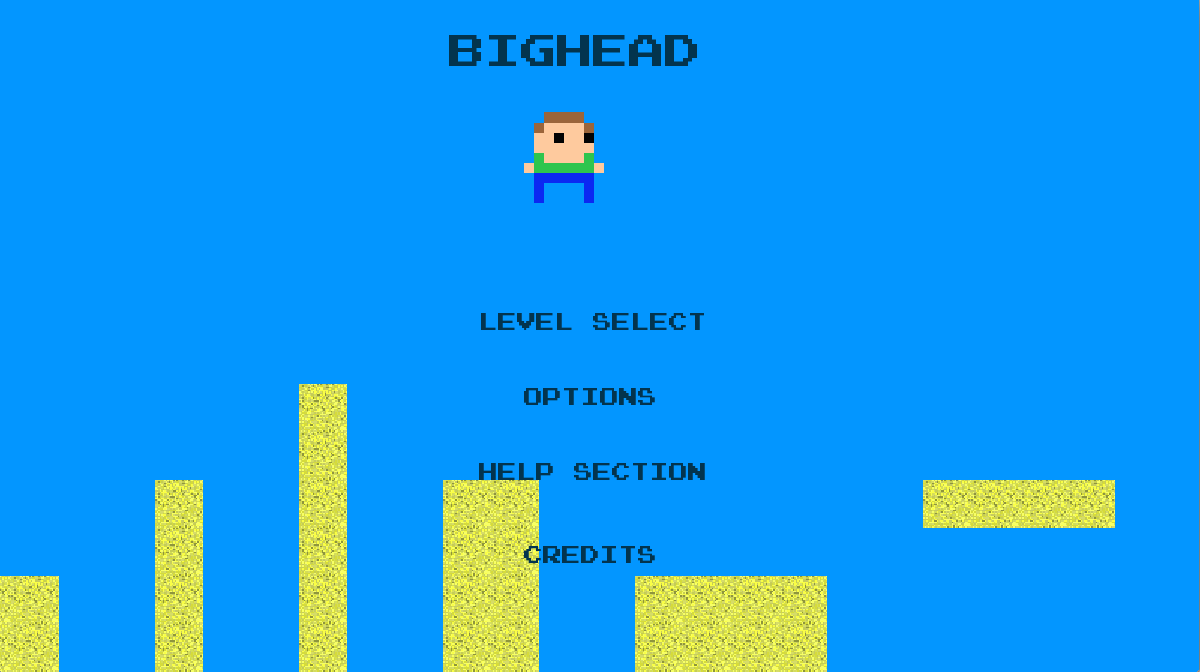 BIGHEAD
LEVEL SELECT
OPTIONS
HELP SECTION
CREDITS